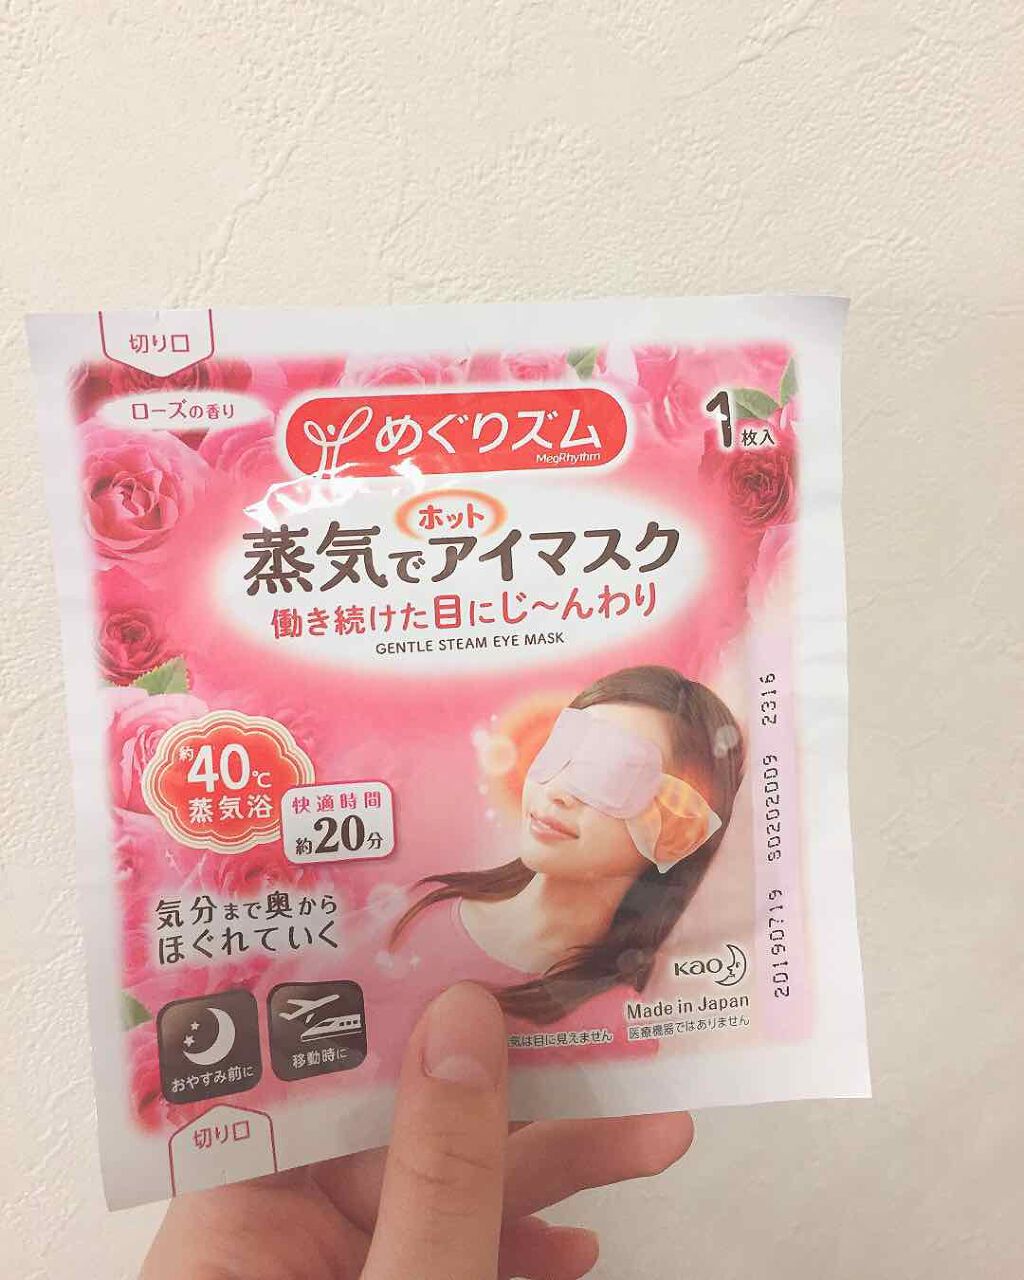 切り口
ローズの香り
めぐりズム
MegRhythm
1枚入
ホット
蒸気でアイマスク
働き続けた目にじ〜んわり
GENTLE STEAM EYE MASK
約40℃
蒸気浴
快適時間
約20分
気分まで奥から
ほぐれていく
おやすみ前に
移動時に
Kao
Made in Japan
気は目に見えません
医療機器ではありません
切り口
20190719 80202009 2316